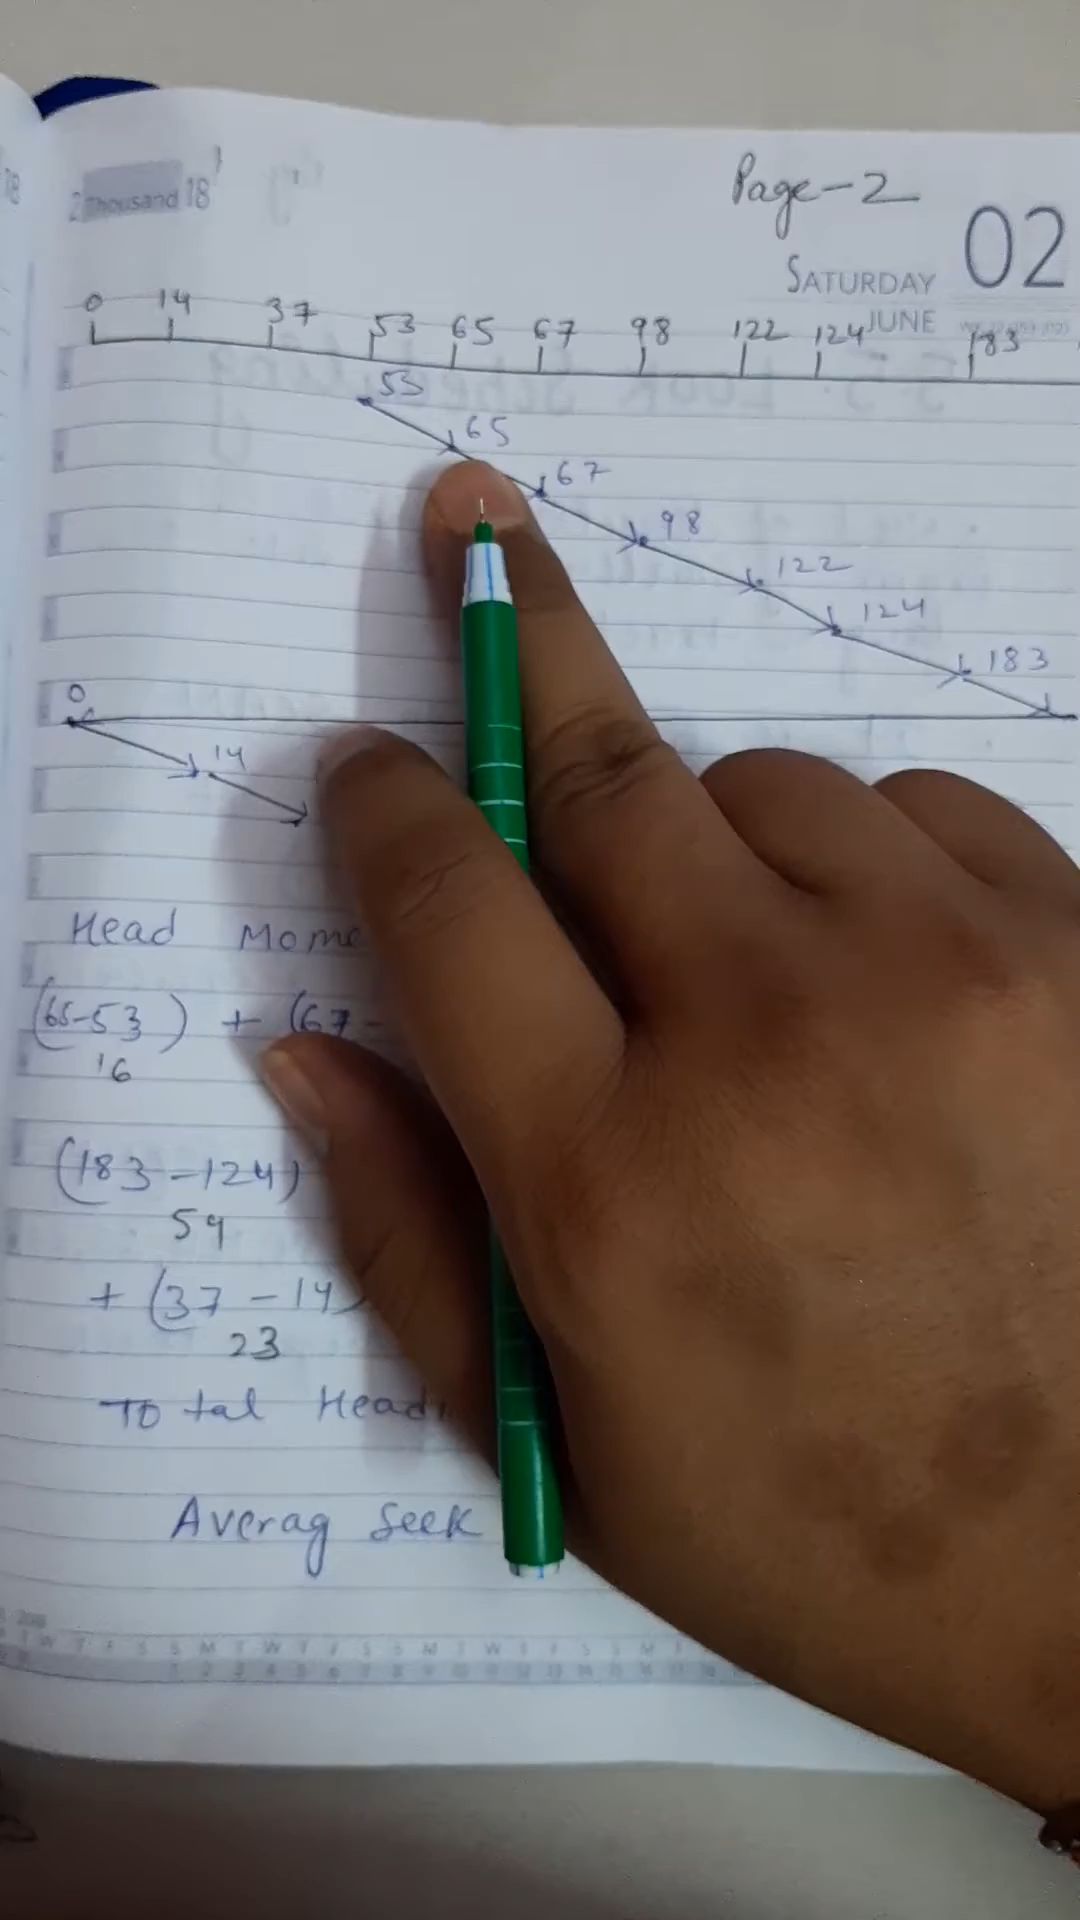 2 Thousand 18
Page-2
02
SATURDAY
JUNE
0 14 37 53 65 67 98 122 124 183
53
65
67
98
122
124
183
0
14
Head Mome
(65-53) + (67-
16
(183-124)
59
+ (37-14)
23
Total Head
Averag Seek